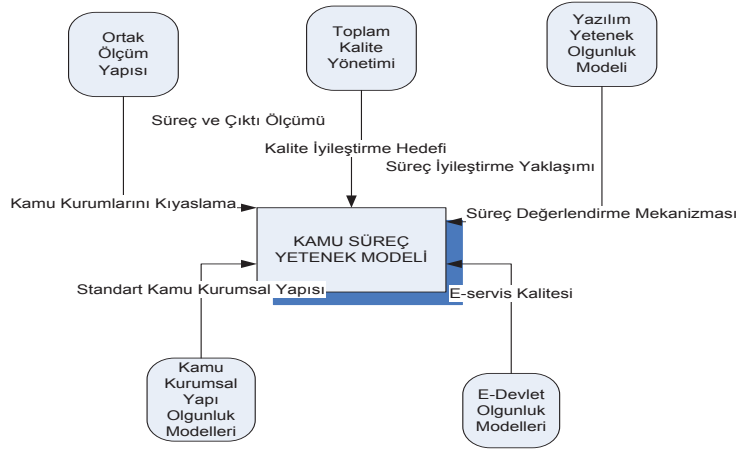 Ortak
Ölçüm
Yapısı
Toplam
Kalite
Yönetimi
Yazılım
Yetenek
Olgunluk
Modeli
Süreç ve Çıktı Ölçümü
Kalite İyileştirme Hedefi
Süreç İyileştirme Yaklaşımı
Kamu Kurumlarını Kıyaslama
Süreç Değerlendirme Mekanizması
KAMU SÜREÇ
YETENEK MODELİ
Standart Kamu Kurumsal Yapısı
E-servis Kalitesi
Kamu
Kurumsal
Yapı
Olgunluk
Modelleri
E-Devlet
Olgunluk
Modelleri